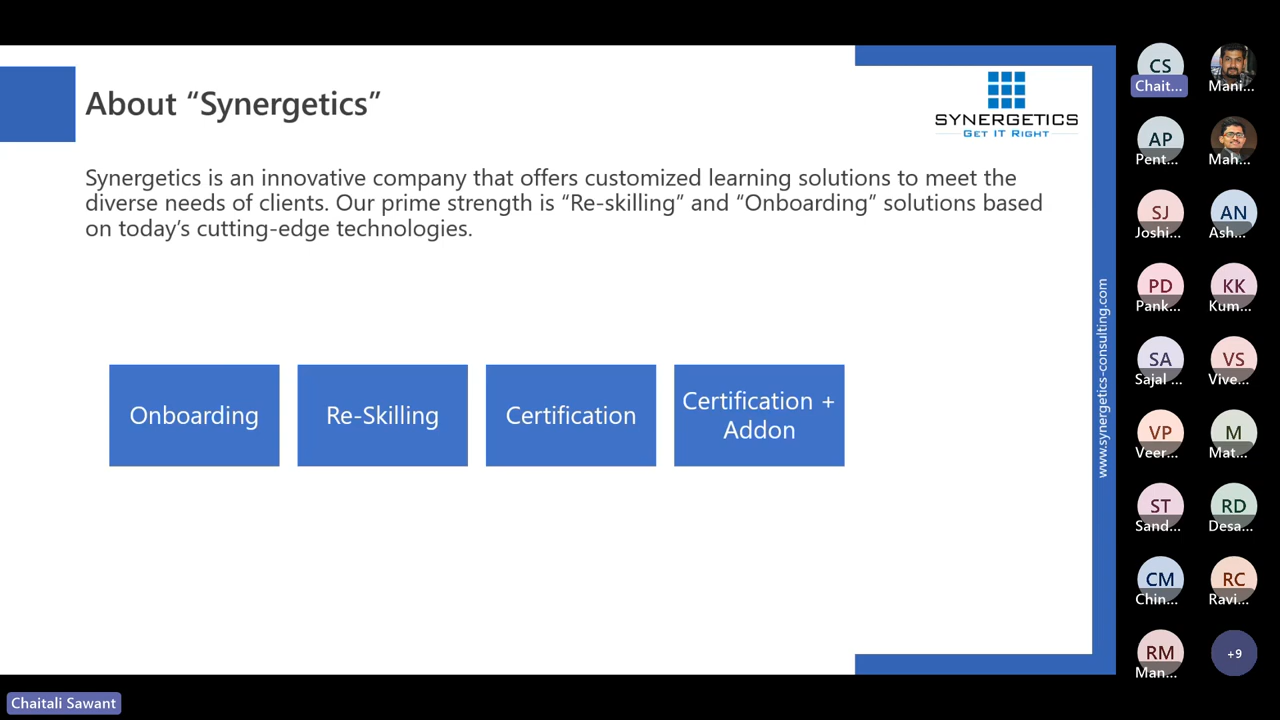 About “Synergetics”
SYNERGETICS
GET IT RIGHT
Synergetics is an innovative company that offers customized learning solutions to meet the
diverse needs of clients. Our prime strength is “Re-skilling” and “Onboarding” solutions based
on today’s cutting-edge technologies.
Onboarding
Re-Skilling
Certification
Certification +
Addon
www.synergetics-consulting.com
CS
Chait...
Mani...
AP
Pent...
Mah...
SJ
Joshi...
AN
Ash...
PD
Pank...
KK
Kum...
SA
Sajal ...
VS
Vive...
VP
Veer...
M
Mat...
ST
Sand...
RD
Desa...
CM
Chin...
RC
Ravi...
RM
Man...
+9
Chaitali Sawant